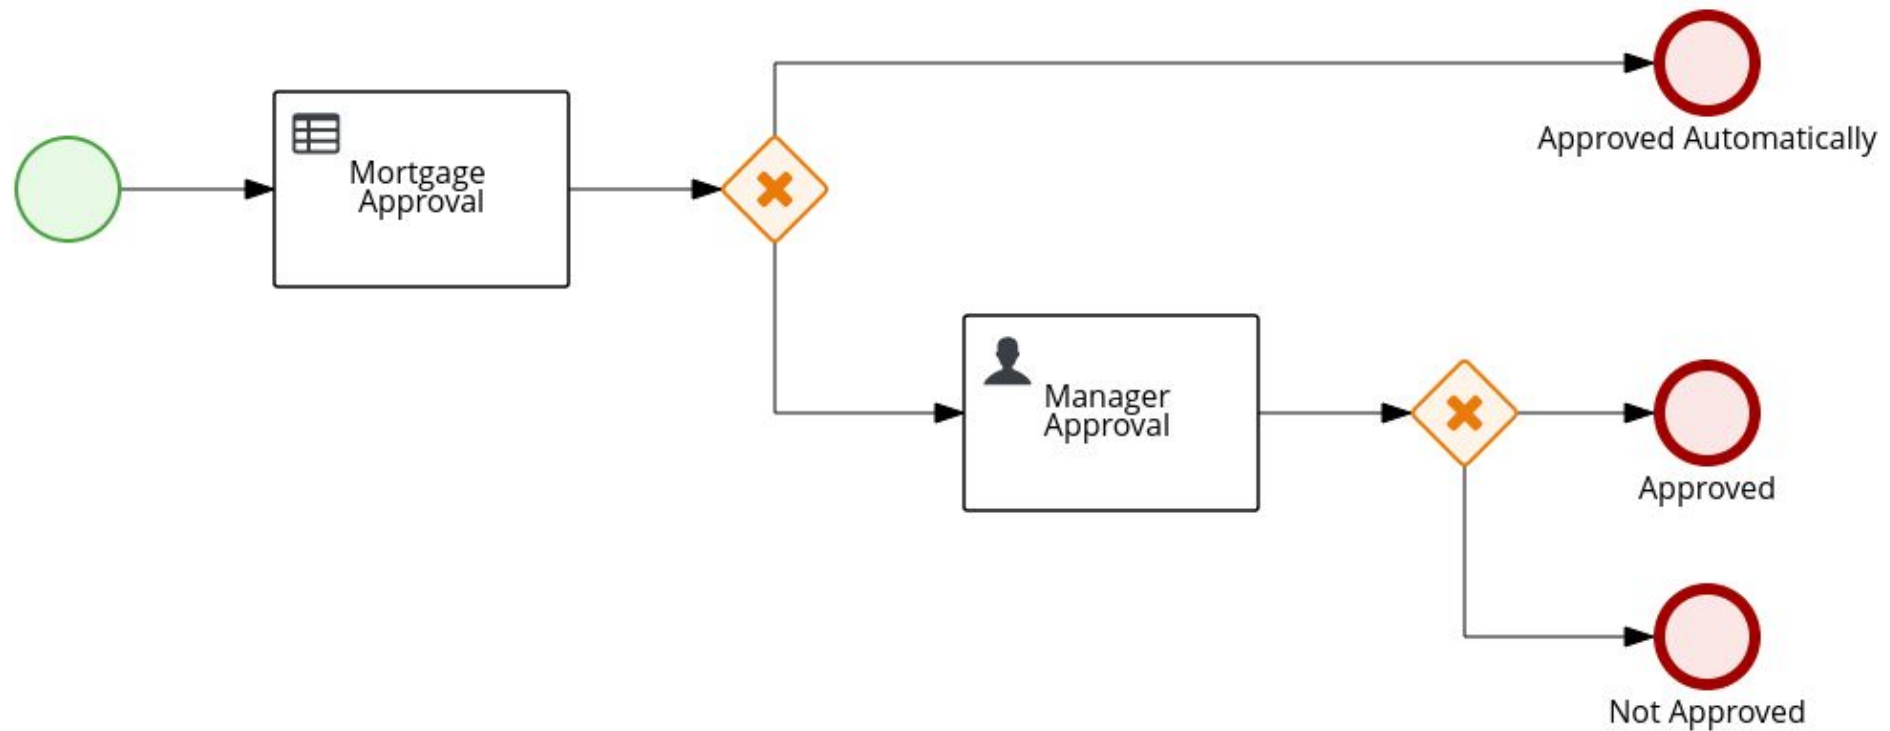 Approved Automatically
Mortgage
Approval
Manager
Approval
Approved
Not Approved